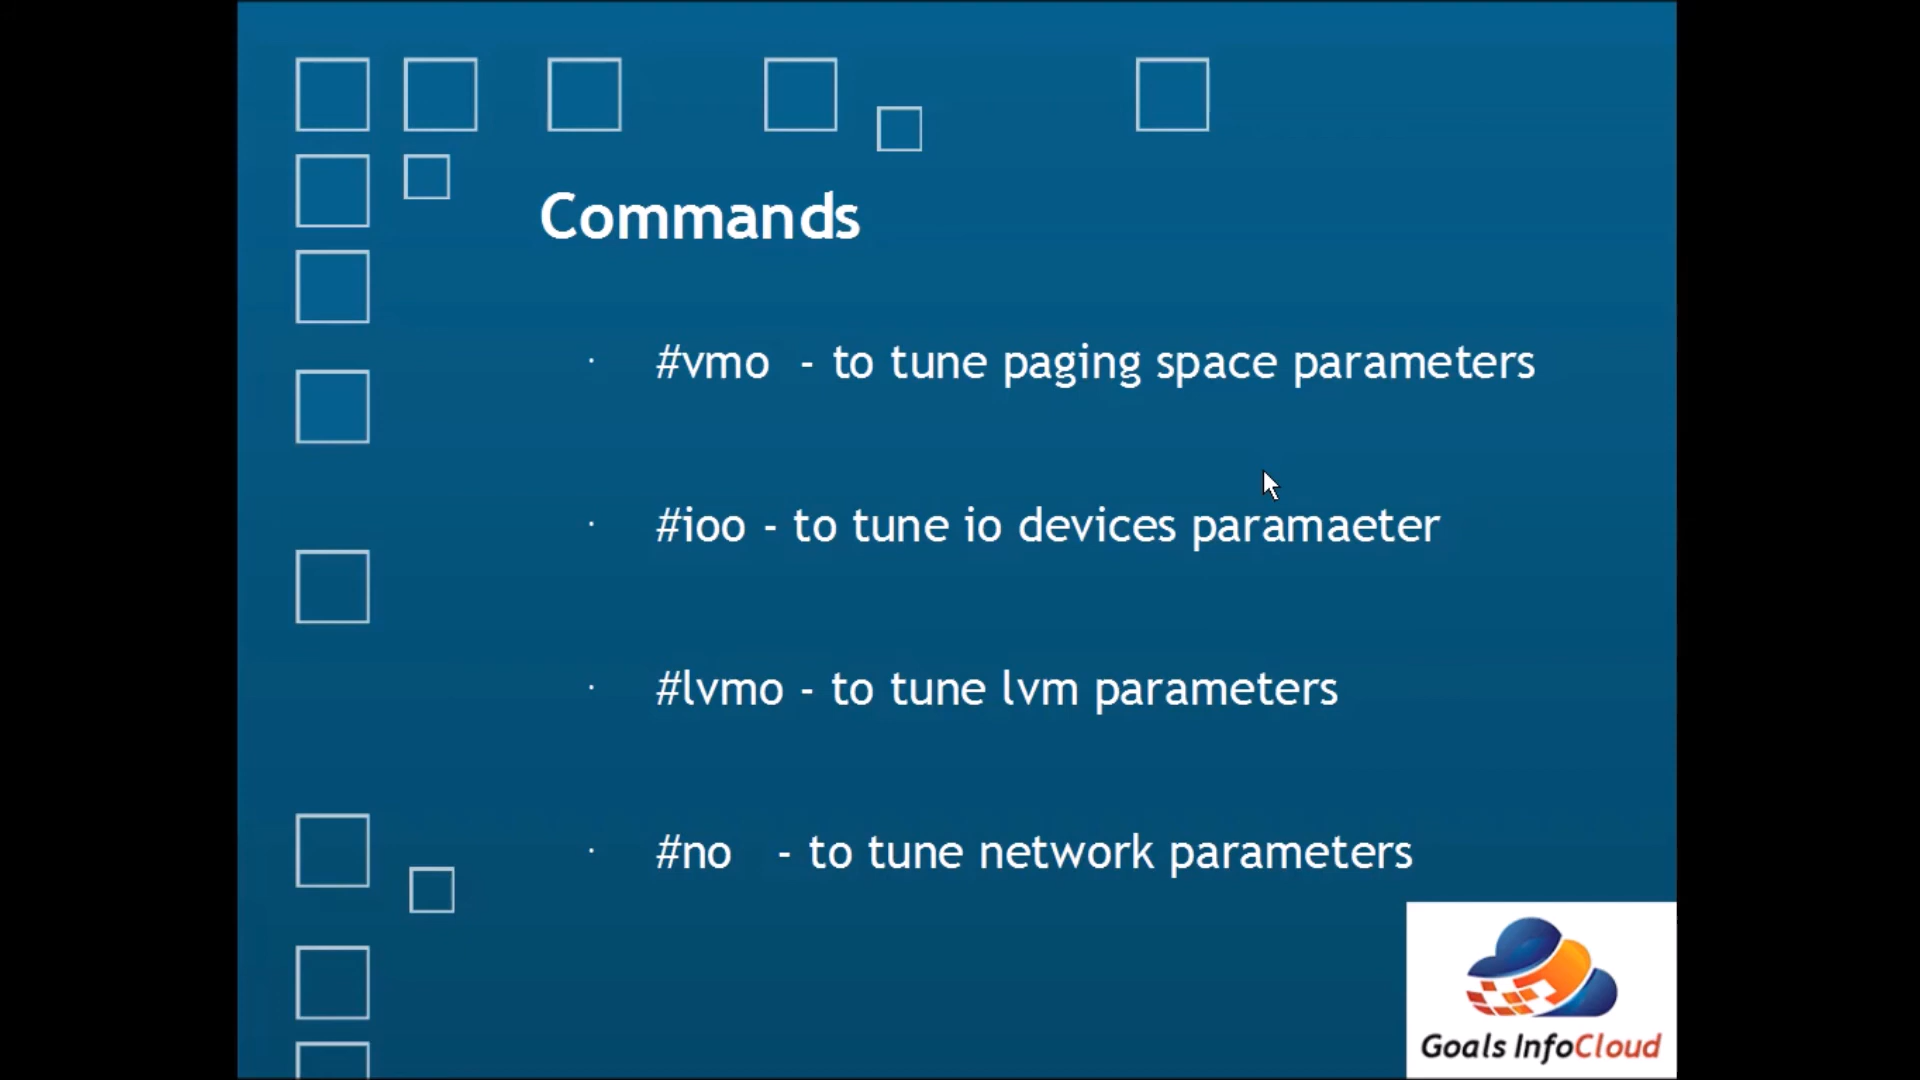 Commands
· #vmo - to tune paging space parameters
· #ioo - to tune io devices paramaeter
· #lvmo - to tune lvm parameters
· #no - to tune network parameters
Goals InfoCloud